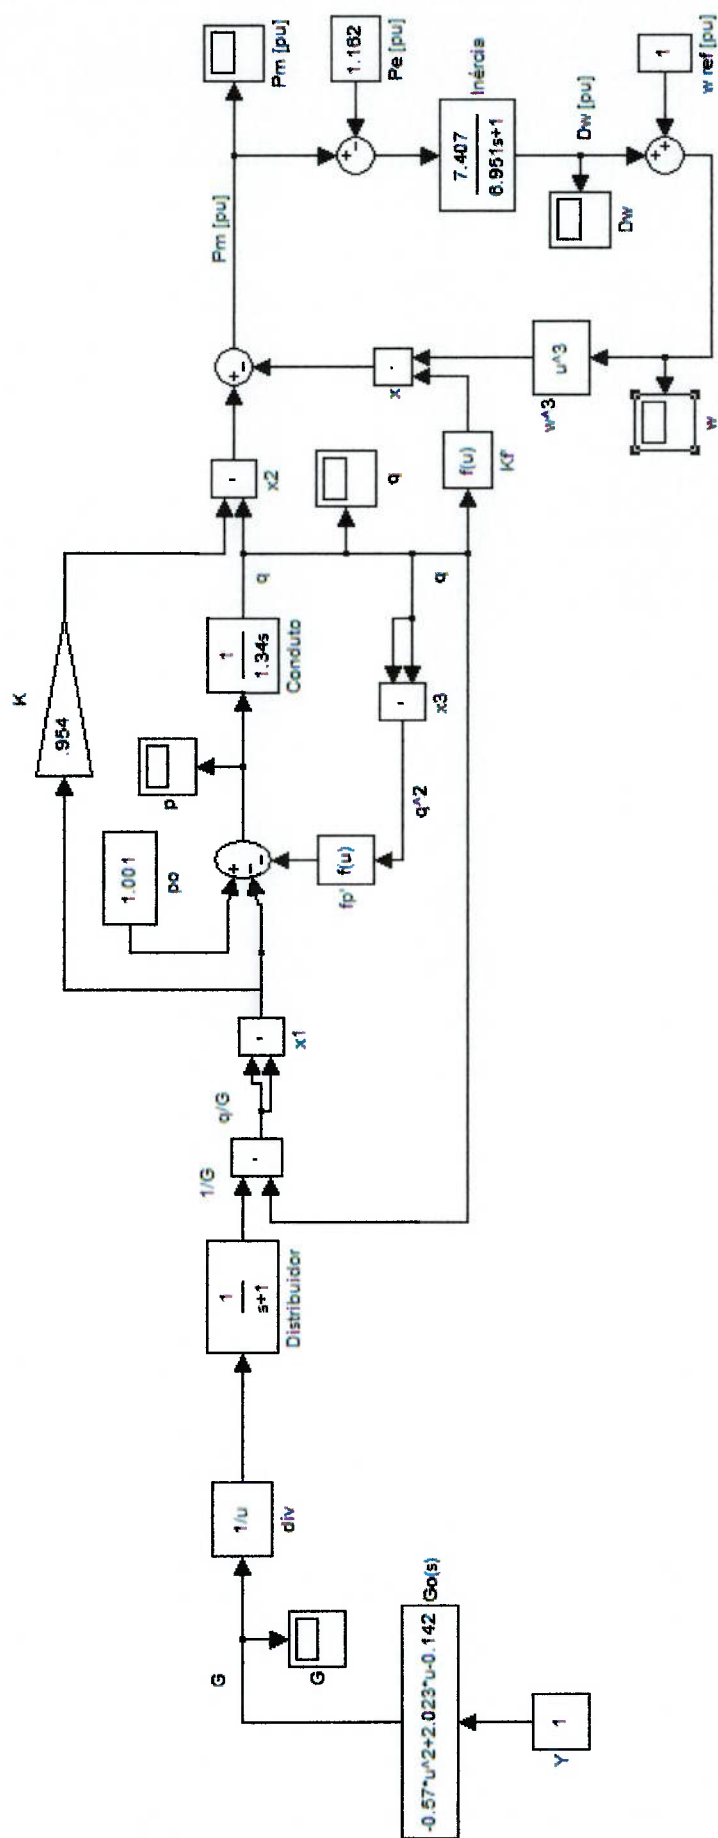 Y
1
-0.57*u^2+2.023*u-0.142
Go(s)
G
G
1/u
div
1
s+1
Distribuidor
1/G
q/G
x1
1.001
po
p
K
.954
1
1.34s
Conduto
fp'
f(u)
q^2
x3
q
x2
q
q
f(u)
Kf'
x
u^3
w^3
w
Pm [pu]
Pm [pu]
1.162
Pe [pu]
7.407
6.951s+1
Inércia
Dw [pu]
Dw
1
w ref [pu]